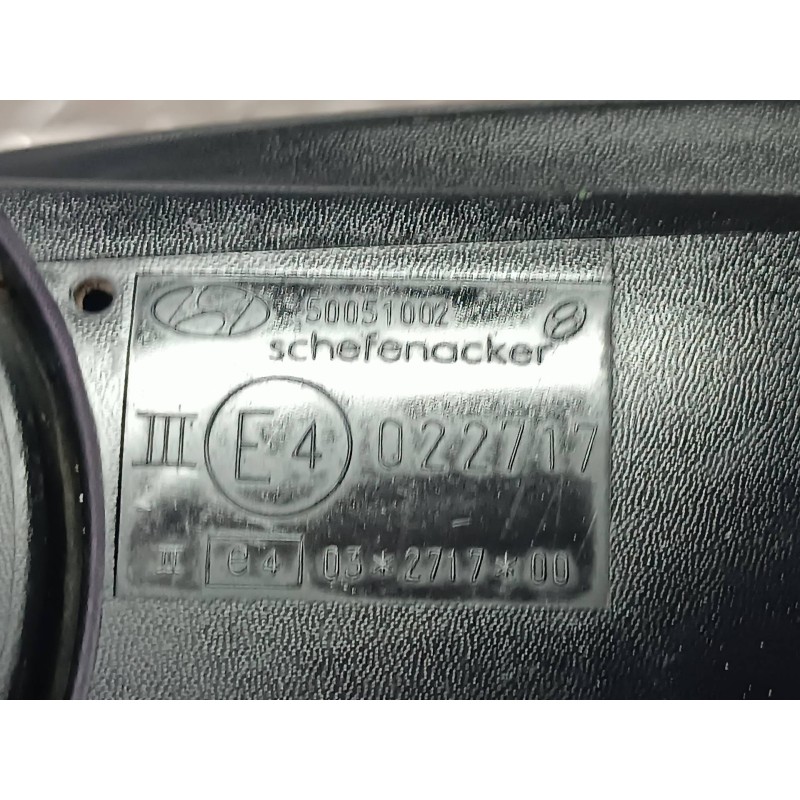 50051002
schefenacker
III E4 022717
III e4 03*2717*00